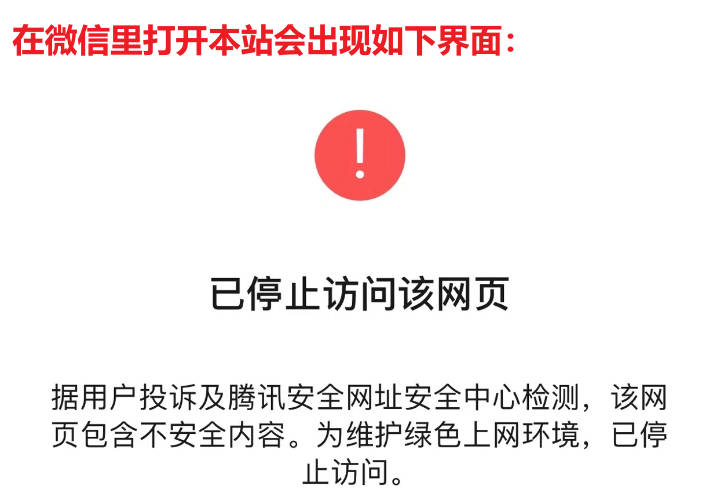 在微信里打开本站会出现如下界面：
!
已停止访问该网页
据用户投诉及腾讯安全网址安全中心检测，该网
页包含不安全内容。为维护绿色上网环境，已停
止访问。